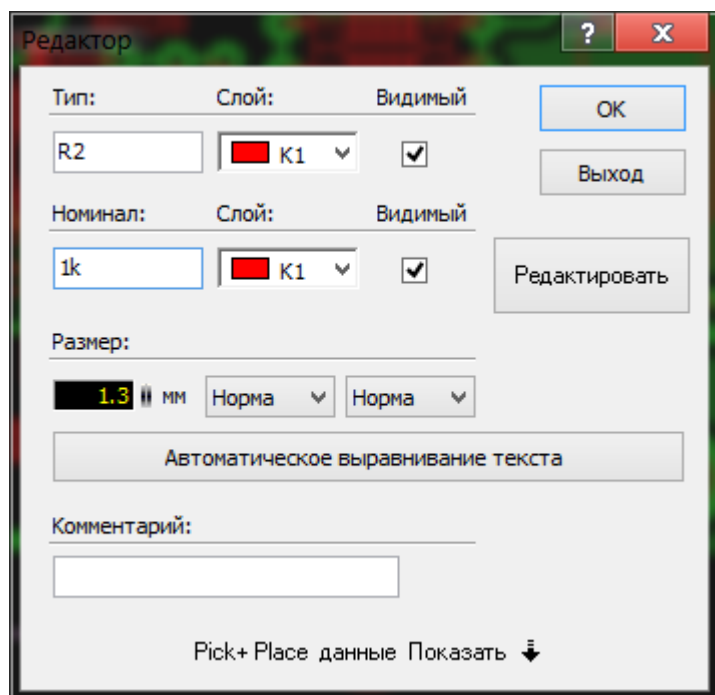 Редактор ?
Тип: Слой: Видимый
OK
R2 K1
Выход
Номинал: Слой: Видимый
1k K1
Редактировать
Размер:
1.3 мм Норма Норма
Автоматическое выравнивание текста
Комментарий:
Pick+Place данные Показать